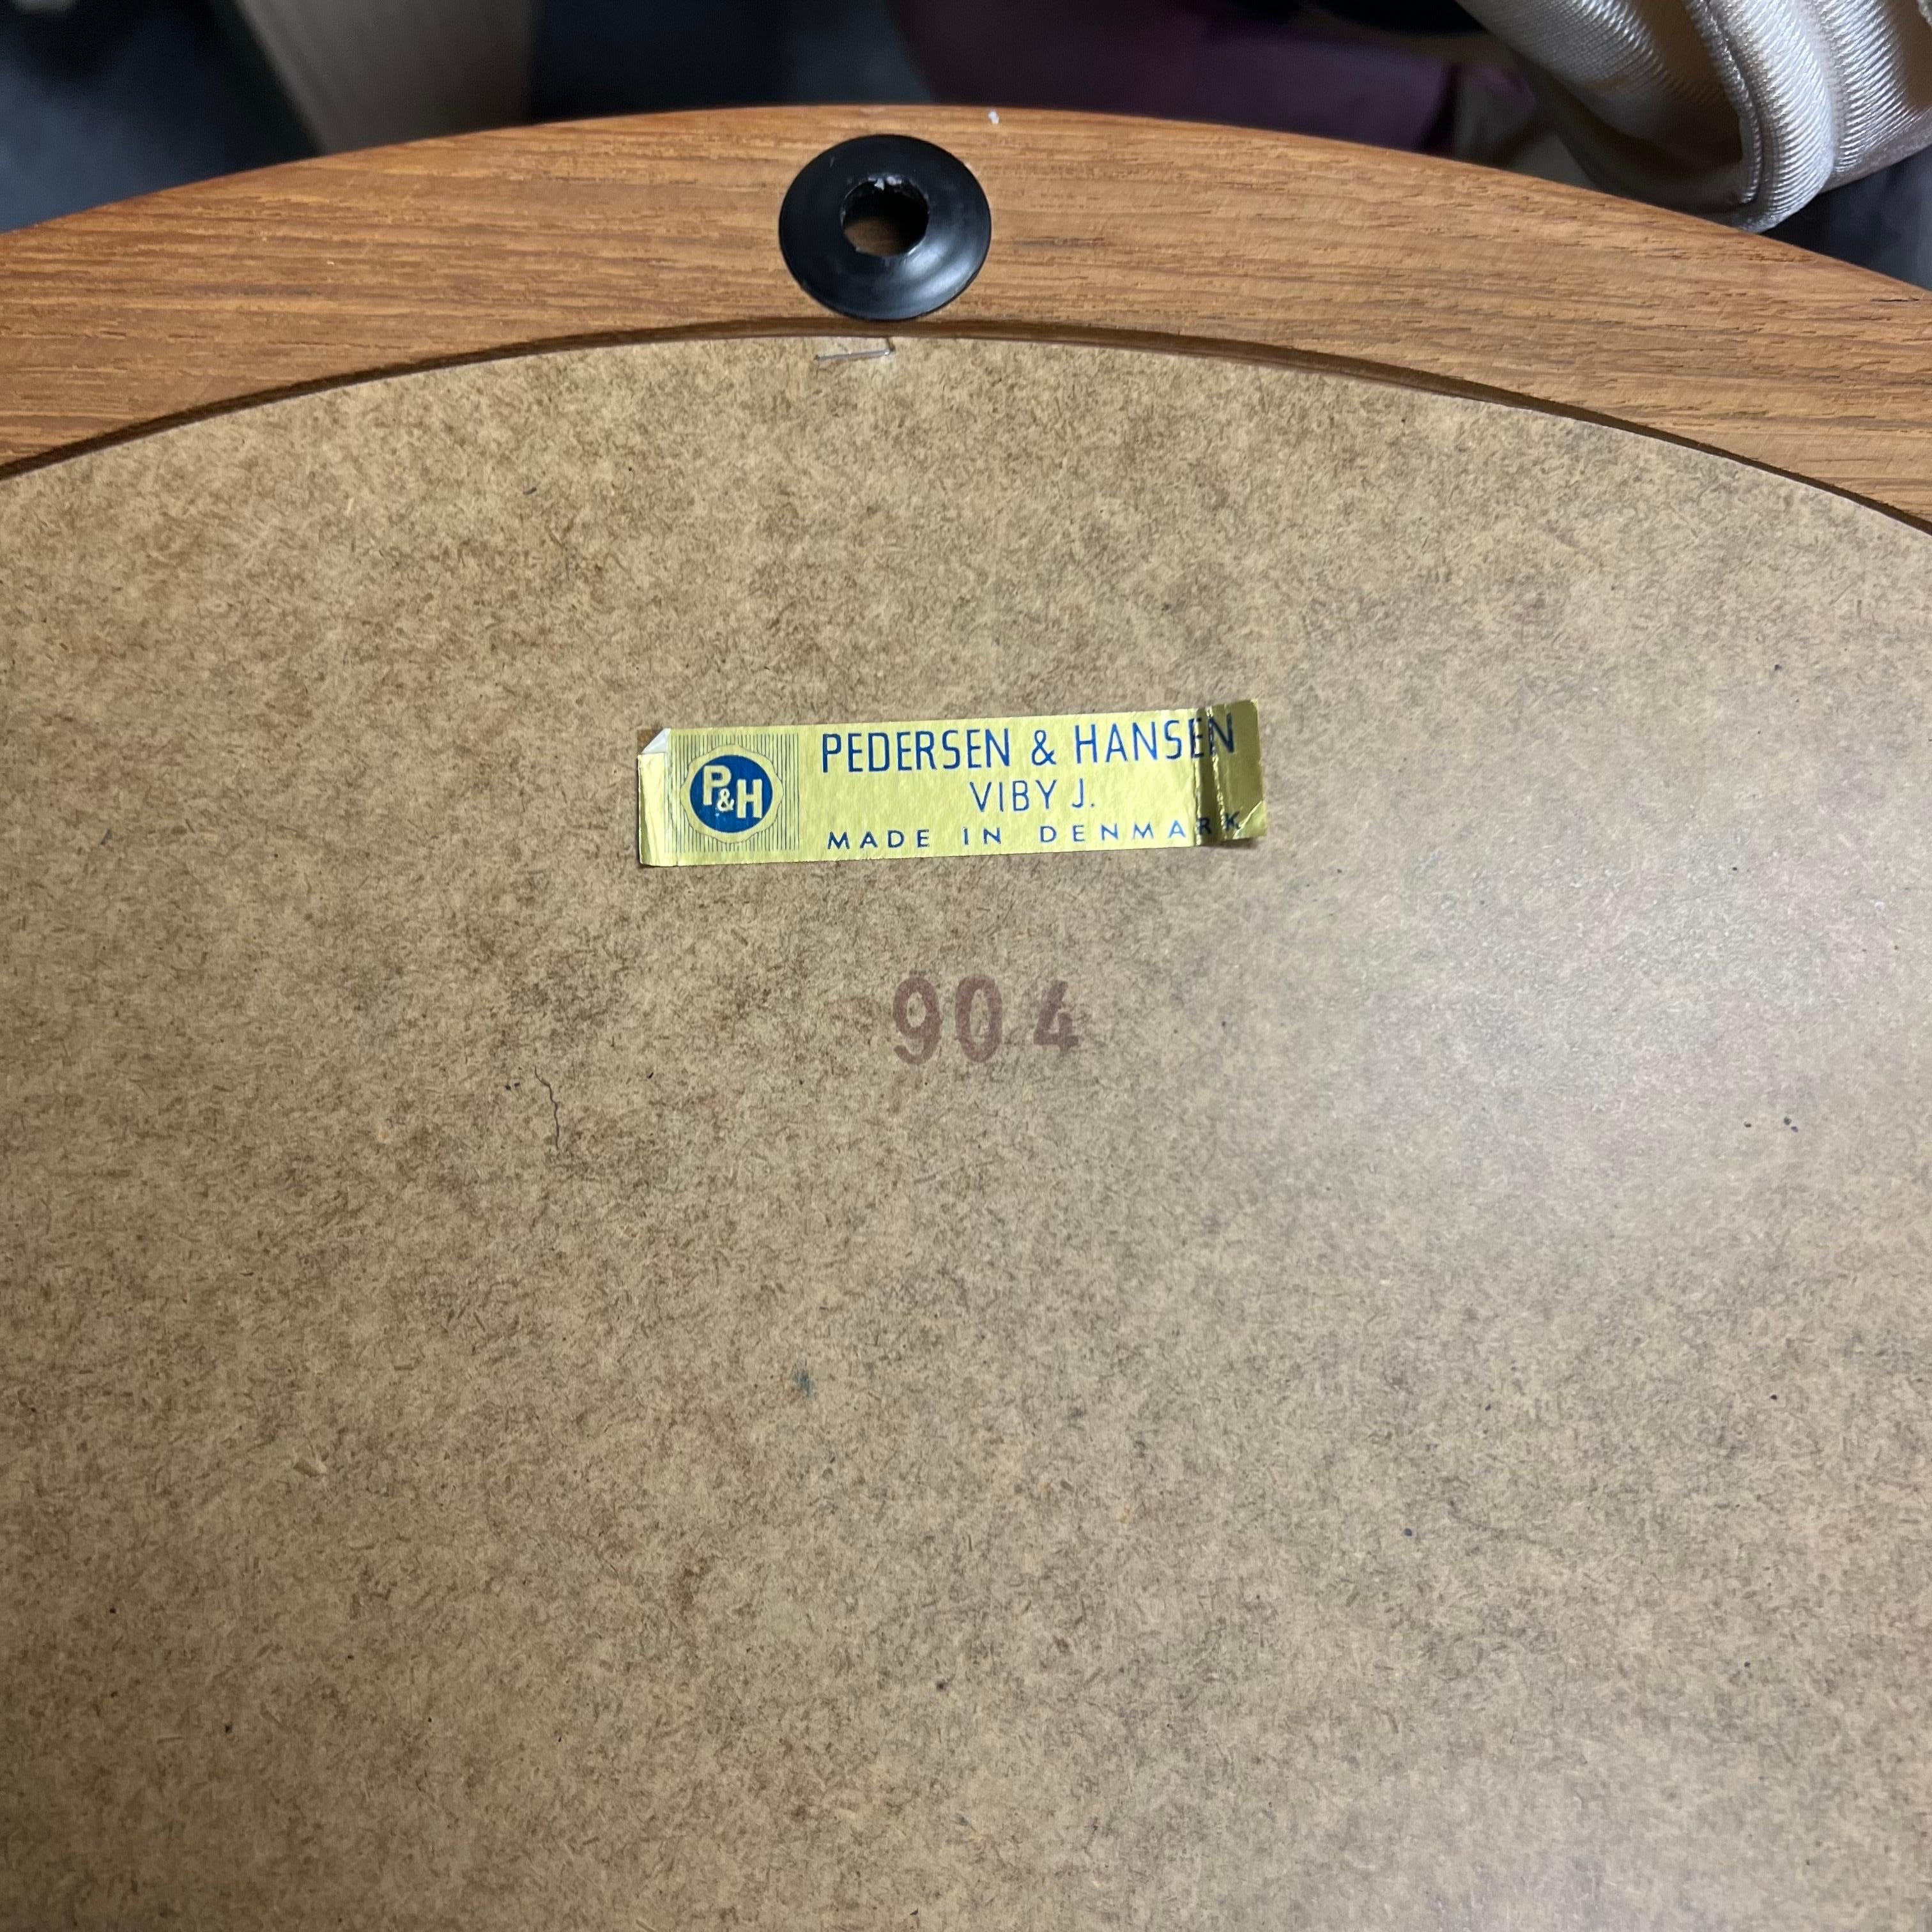 P&H
PEDERSEN & HANSEN
VIBY J.
MADE IN DENMARK
904